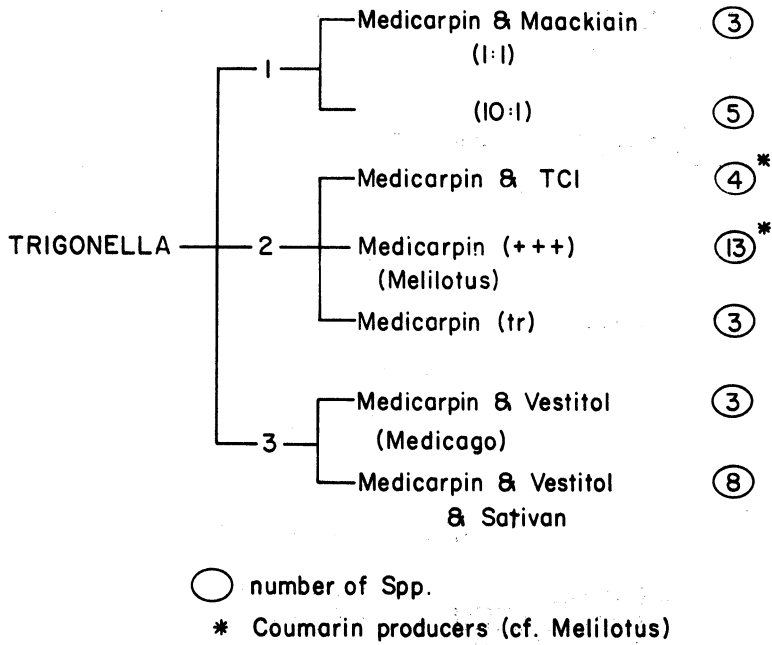 Medicarpin & Maackiain ③
(1:1)
1
(10:1) ⑤
Medicarpin & TCI ④*
TRIGONELLA 2 Medicarpin (+++) ⑬*
(Melilotus)
Medicarpin (tr) ③
Medicarpin & Vestitol ③
3 (Medicago)
Medicarpin & Vestitol ⑧
& Sativan
number of Spp.
* Coumarin producers (cf. Melilotus)